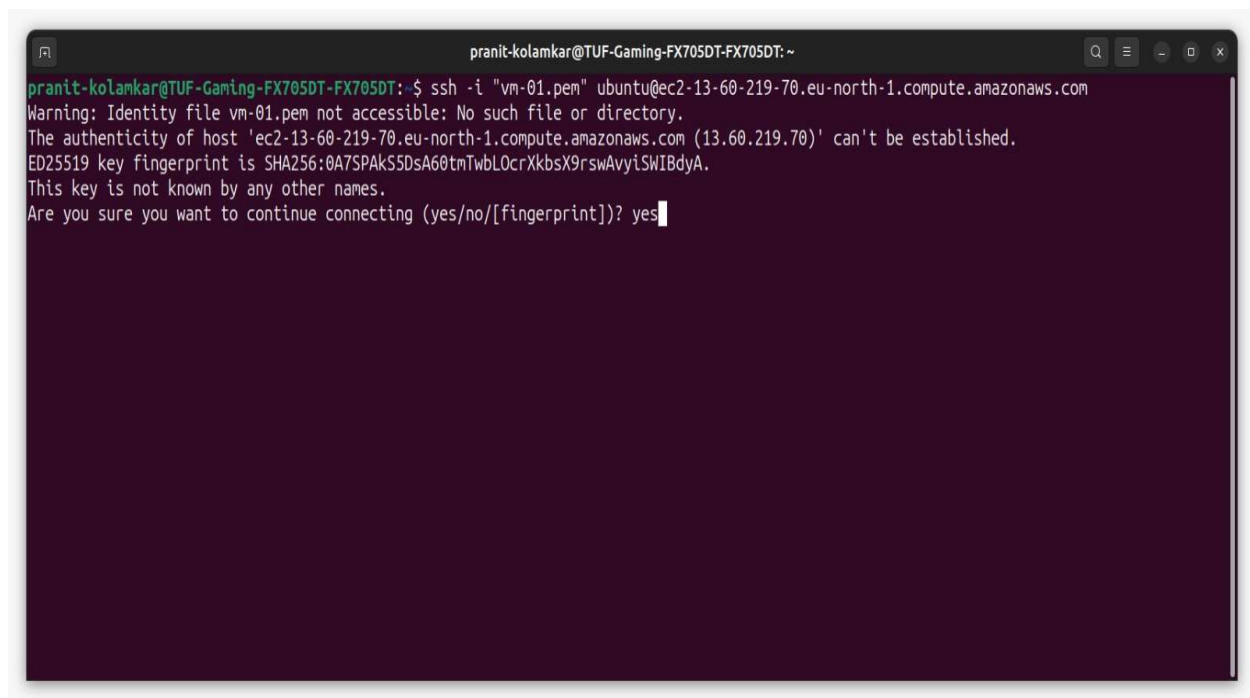 pranit-kolamkar@TUF-Gaming-FX705DT-FX705DT: ~
pranit-kolamkar@TUF-Gaming-FX705DT-FX705DT:~$ ssh -i "vm-01.pem" ubuntu@ec2-13-60-219-70.eu-north-1.compute.amazonaws.com
Warning: Identity file vm-01.pem not accessible: No such file or directory.
The authenticity of host 'ec2-13-60-219-70.eu-north-1.compute.amazonaws.com (13.60.219.70)' can't be established.
ED25519 key fingerprint is SHA256:0A7SPAkS5DsA60tmTwbLOcrXkbsX9rswAvyiSWIBdyA.
This key is not known by any other names.
Are you sure you want to continue connecting (yes/no/[fingerprint])? yes